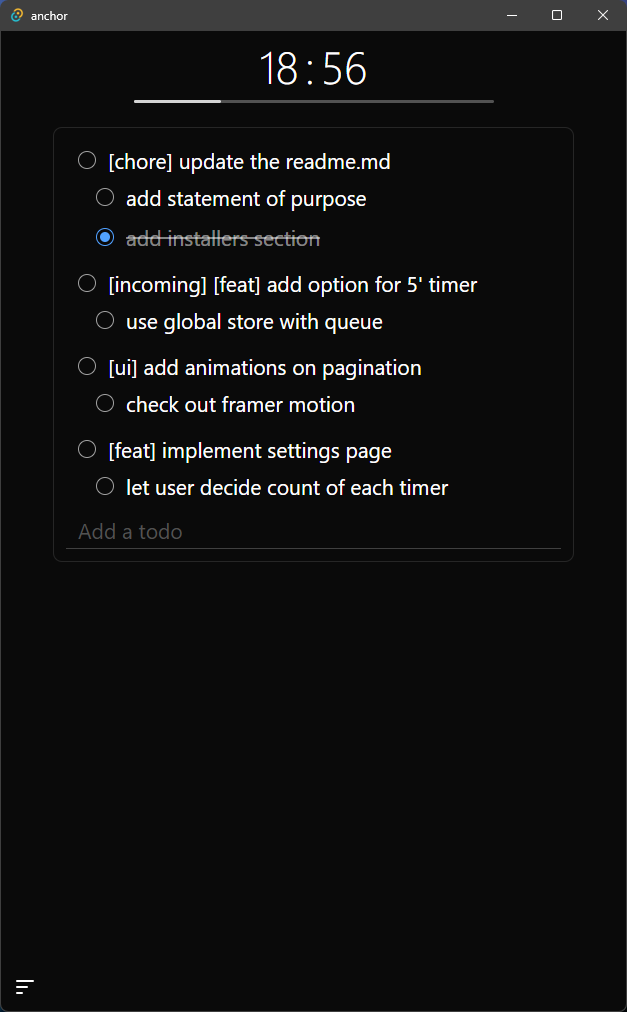 anchor
18:56
[chore] update the readme.md
add statement of purpose
add installers section
[incoming] [feat] add option for 5' timer
use global store with queue
[ui] add animations on pagination
check out framer motion
[feat] implement settings page
let user decide count of each timer
Add a todo